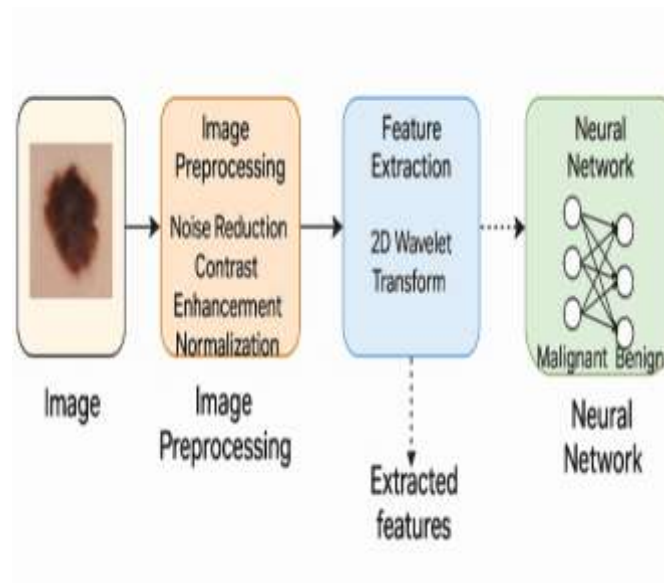 Image
Preprocessing
Noise Reduction
Contrast
Enhancement
Normalization
Feature
Extraction
2D Wavelet
Transform
Neural
Network
Malignant Benign
Image
Image
Preprocessing
Extracted
features
Neural
Network